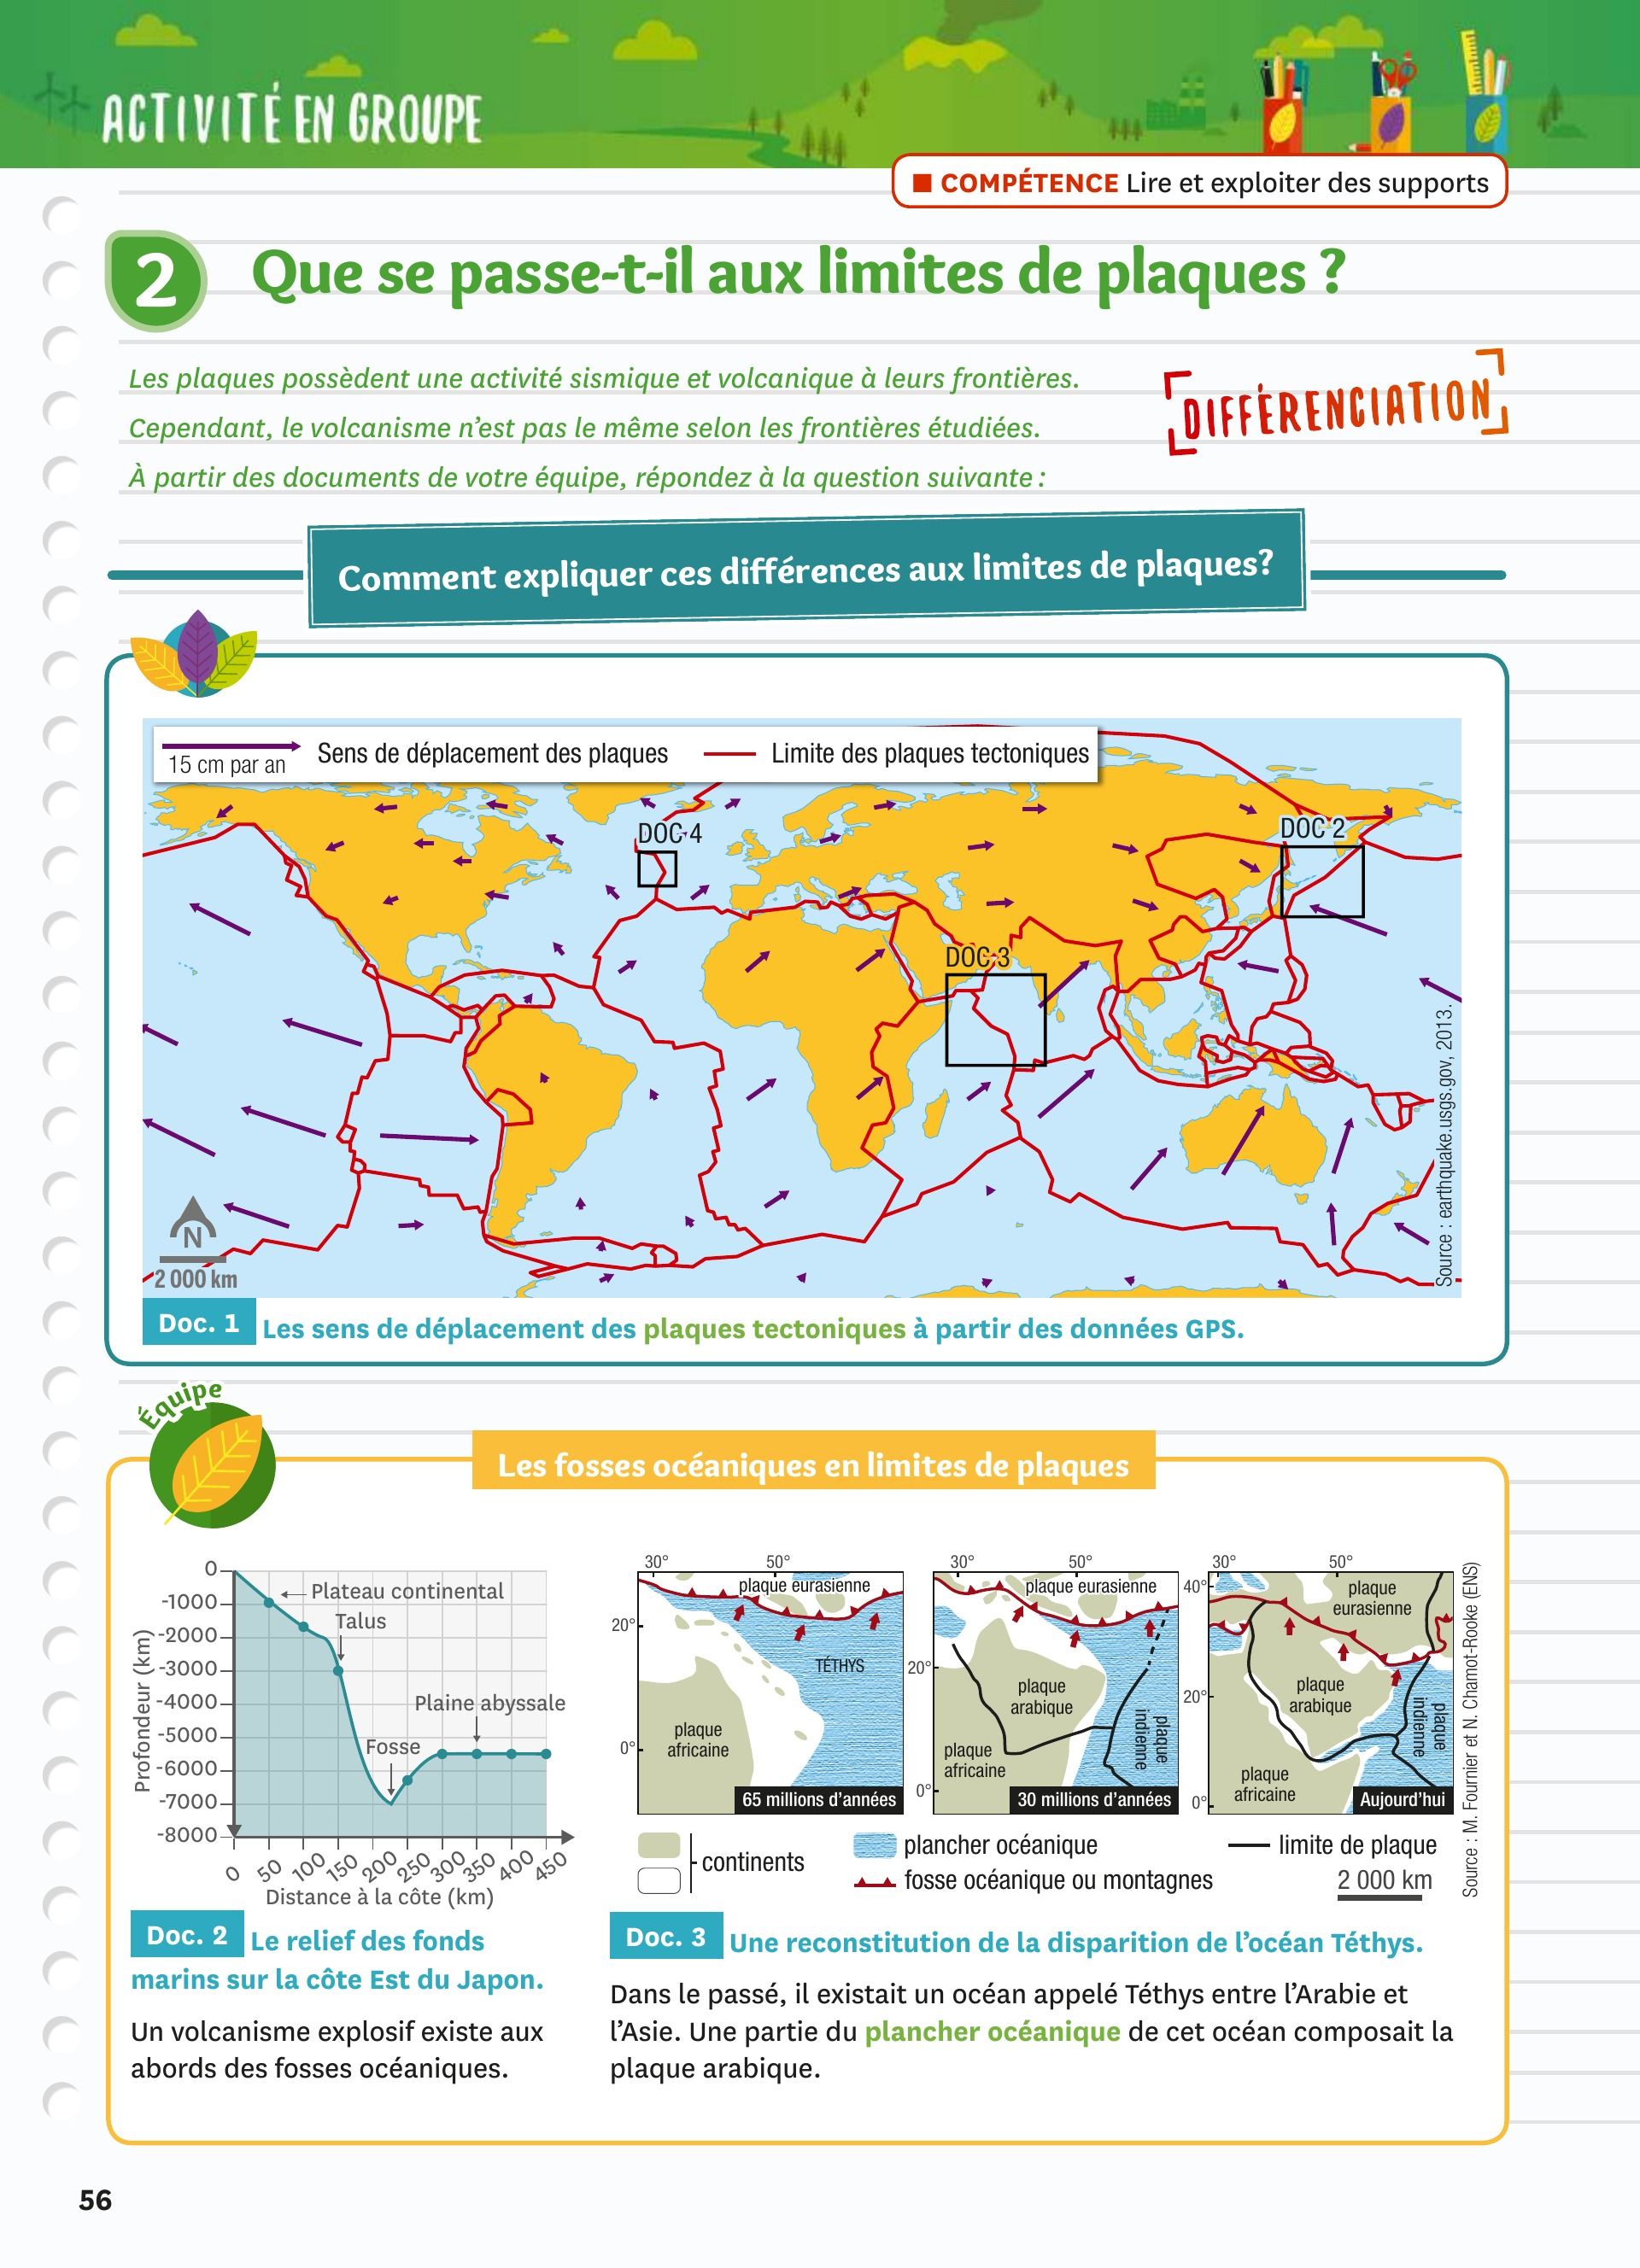 ACTIVITÉ EN GROUPE
■ COMPÉTENCE Lire et exploiter des supports
2 Que se passe-t-il aux limites de plaques ?
Les plaques possèdent une activité sismique et volcanique à leurs frontières.
Cependant, le volcanisme n'est pas le même selon les frontières étudiées.
À partir des documents de votre équipe, répondez à la question suivante :
DIFFÉRENCIATION
Comment expliquer ces différences aux limites de plaques?
15 cm par an
Sens de déplacement des plaques
Limite des plaques tectoniques
DOC 4
DOC 2
DOC 3
N
2 000 km
Source : earthquake.usgs.gov, 2013.
Doc. 1 Les sens de déplacement des plaques tectoniques à partir des données GPS.
Équipe
Les fosses océaniques en limites de plaques
Profondeur (km)
0
-1000
-2000
-3000
-4000
-5000
-6000
-7000
-8000
Plateau continental
Talus
Plaine abyssale
Fosse
0 50 100 150 200 250 300 350 400 450
Distance à la côte (km)
Doc. 2 Le relief des fonds
marins sur la côte Est du Japon.
Un volcanisme explosif existe aux
abords des fosses océaniques.
30° 50°
20°
0°
plaque eurasienne
TÉTHYS
plaque
africaine
65 millions d'années
30° 50°
20°
0°
plaque eurasienne
plaque
arabique
plaque
indienne
plaque
africaine
30 millions d'années
30° 50°
40°
20°
0°
plaque
eurasienne
plaque
arabique
plaque
indienne
plaque
africaine
Aujourd'hui
continents
plancher océanique
fosse océanique ou montagnes
limite de plaque
2 000 km
Source : M. Fournier et N. Chamot-Rooke (ENS)
Doc. 3 Une reconstitution de la disparition de l'océan Téthys.
Dans le passé, il existait un océan appelé Téthys entre l'Arabie et
l'Asie. Une partie du plancher océanique de cet océan composait la
plaque arabique.
56